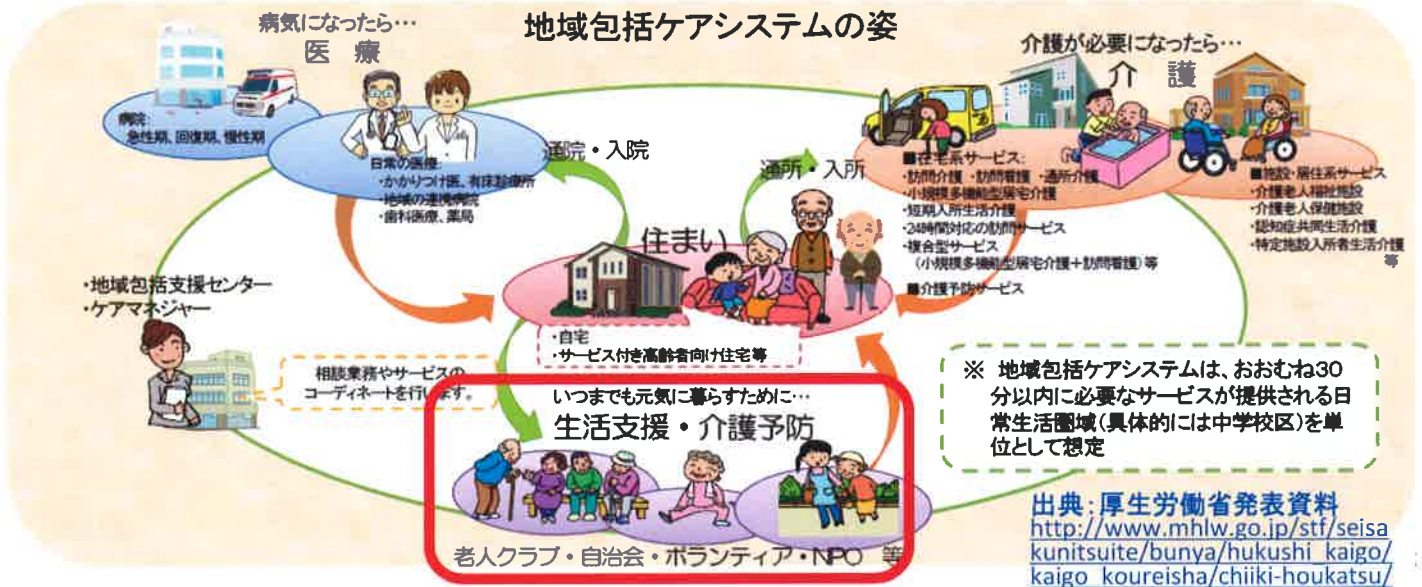 地域包括ケアシステムの姿
病気になったら…
医 療
病院:
急性期、回復期、慢性期
日常の医療:
・かかりつけ医、有床診療所
・地域の連携病院
・歯科医療、薬局
通院・入院
介護が必要になったら…
介 護
通所・入所
■在宅系サービス:
・訪問介護・訪問看護・通所介護
・小規模多機能型居宅介護
・短期入所生活介護
・24時間対応の訪問サービス
・複合型サービス
(小規模多機能型居宅介護+訪問看護)等
■介護予防サービス
■施設・居住系サービス
・介護老人福祉施設
・介護老人保健施設
・認知症共同生活介護
・特定施設入所者生活介護
等
住まい
・自宅
・サービス付き高齢者向け住宅等
・地域包括支援センター
・ケアマネジャー
相談業務やサービスの
コーディネートを行います。
いつまでも元気に暮らすために…
生活支援・介護予防
老人クラブ・自治会・ボランティア・NPO 等
※ 地域包括ケアシステムは、おおむね30
分以内に必要なサービスが提供される日
常生活圏域(具体的には中学校区)を単
位として想定
出典:厚生労働省発表資料
http://www.mhlw.go.jp/stf/seisa
kunitsuite/bunya/hukushi_kaigo/
kaigo_koureisha/chiiki-houkatsu/